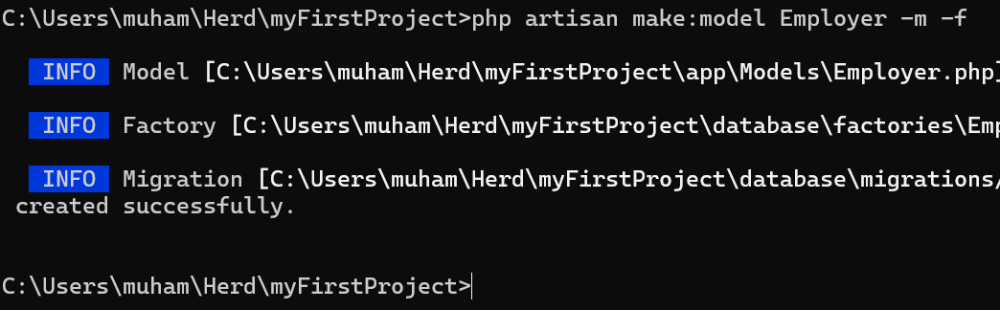 C:\Users\muham\Herd\myFirstProject>php artisan make:model Employer -m -f
INFO Model [C:\Users\muham\Herd\myFirstProject\app\Models\Employer.php]
INFO Factory [C:\Users\muham\Herd\myFirstProject\database\factories\Emp
INFO Migration [C:\Users\muham\Herd\myFirstProject\database\migrations/
created successfully.
C:\Users\muham\Herd\myFirstProject>